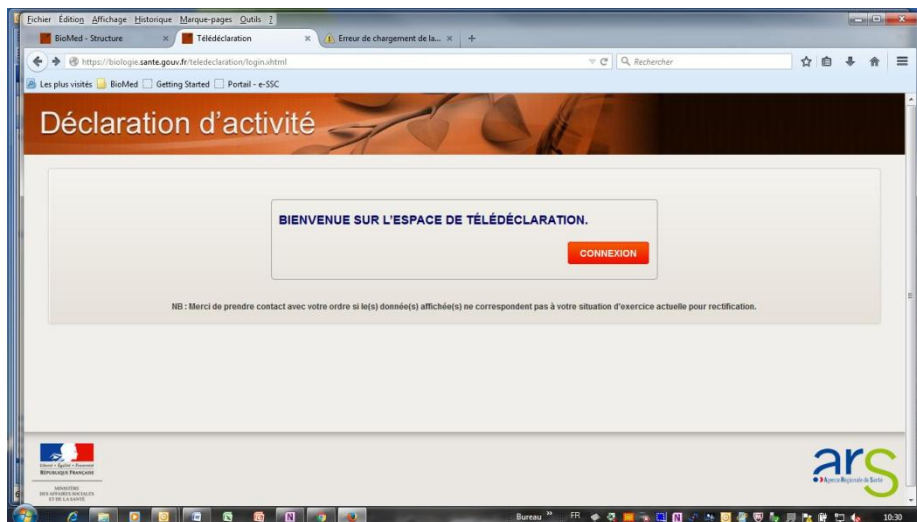 Fichier Édition Affichage Historique Marque-pages Outils ?
BioMed - Structure × Télédéclaration × Erreur de chargement de la... × +
https://biologie.sante.gouv.fr/teledeclaration/login.xhtml Rechercher
Les plus visités BioMed Getting Started Portail - e-SSC
Déclaration d'activité
BIENVENUE SUR L'ESPACE DE TÉLÉDÉCLARATION.
CONNEXION
NB : Merci de prendre contact avec votre ordre si le(s) donnée(s) affichée(s) ne correspondent pas à votre situation d'exercice actuelle pour rectification.
Liberté • Égalité • Fraternité
RÉPUBLIQUE FRANÇAISE
MINISTÈRE
DES AFFAIRES SOCIALES
ET DE LA SANTÉ
ars
Agence Régionale de Santé
Bureau » FR 10:30